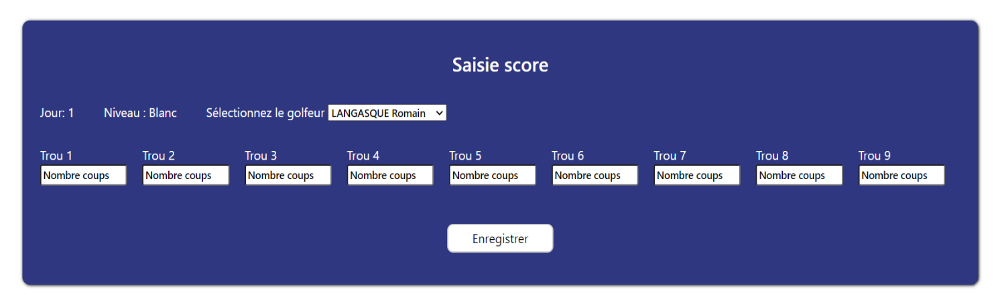 Saisie score
Jour: 1 Niveau : Blanc Sélectionnez le golfeur LANGASQUE Romain
Trou 1 Trou 2 Trou 3 Trou 4 Trou 5 Trou 6 Trou 7 Trou 8 Trou 9
Nombre coups Nombre coups Nombre coups Nombre coups Nombre coups Nombre coups Nombre coups Nombre coups Nombre coups
Enregistrer